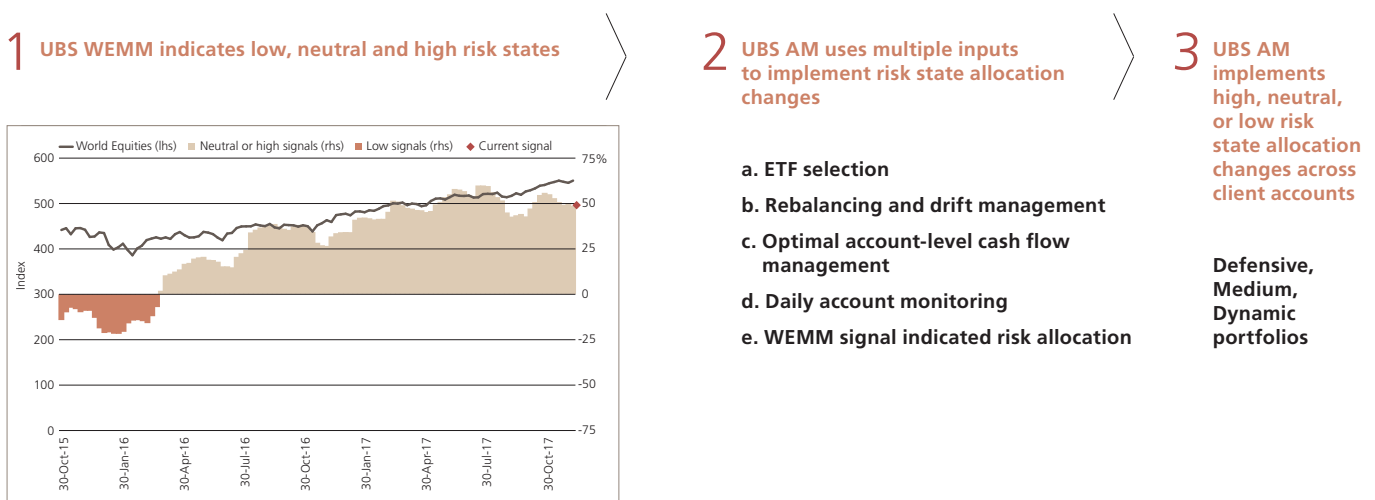 1 UBS WEMM indicates low, neutral and high risk states
World Equities (lhs) Neutral or high signals (rhs) Low signals (rhs) Current signal
600
500
400
300
200
100
0
Index
75%
50
25
0
-25
-50
-75
30-Oct-15
30-Jan-16
30-Apr-16
30-Jul-16
30-Oct-16
30-Jan-17
30-Apr-17
30-Jul-17
30-Oct-17
2 UBS AM uses multiple inputs
to implement risk state allocation
changes
a. ETF selection
b. Rebalancing and drift management
c. Optimal account-level cash flow
management
d. Daily account monitoring
e. WEMM signal indicated risk allocation
3 UBS AM
implements
high, neutral,
or low risk
state allocation
changes across
client accounts
Defensive,
Medium,
Dynamic
portfolios